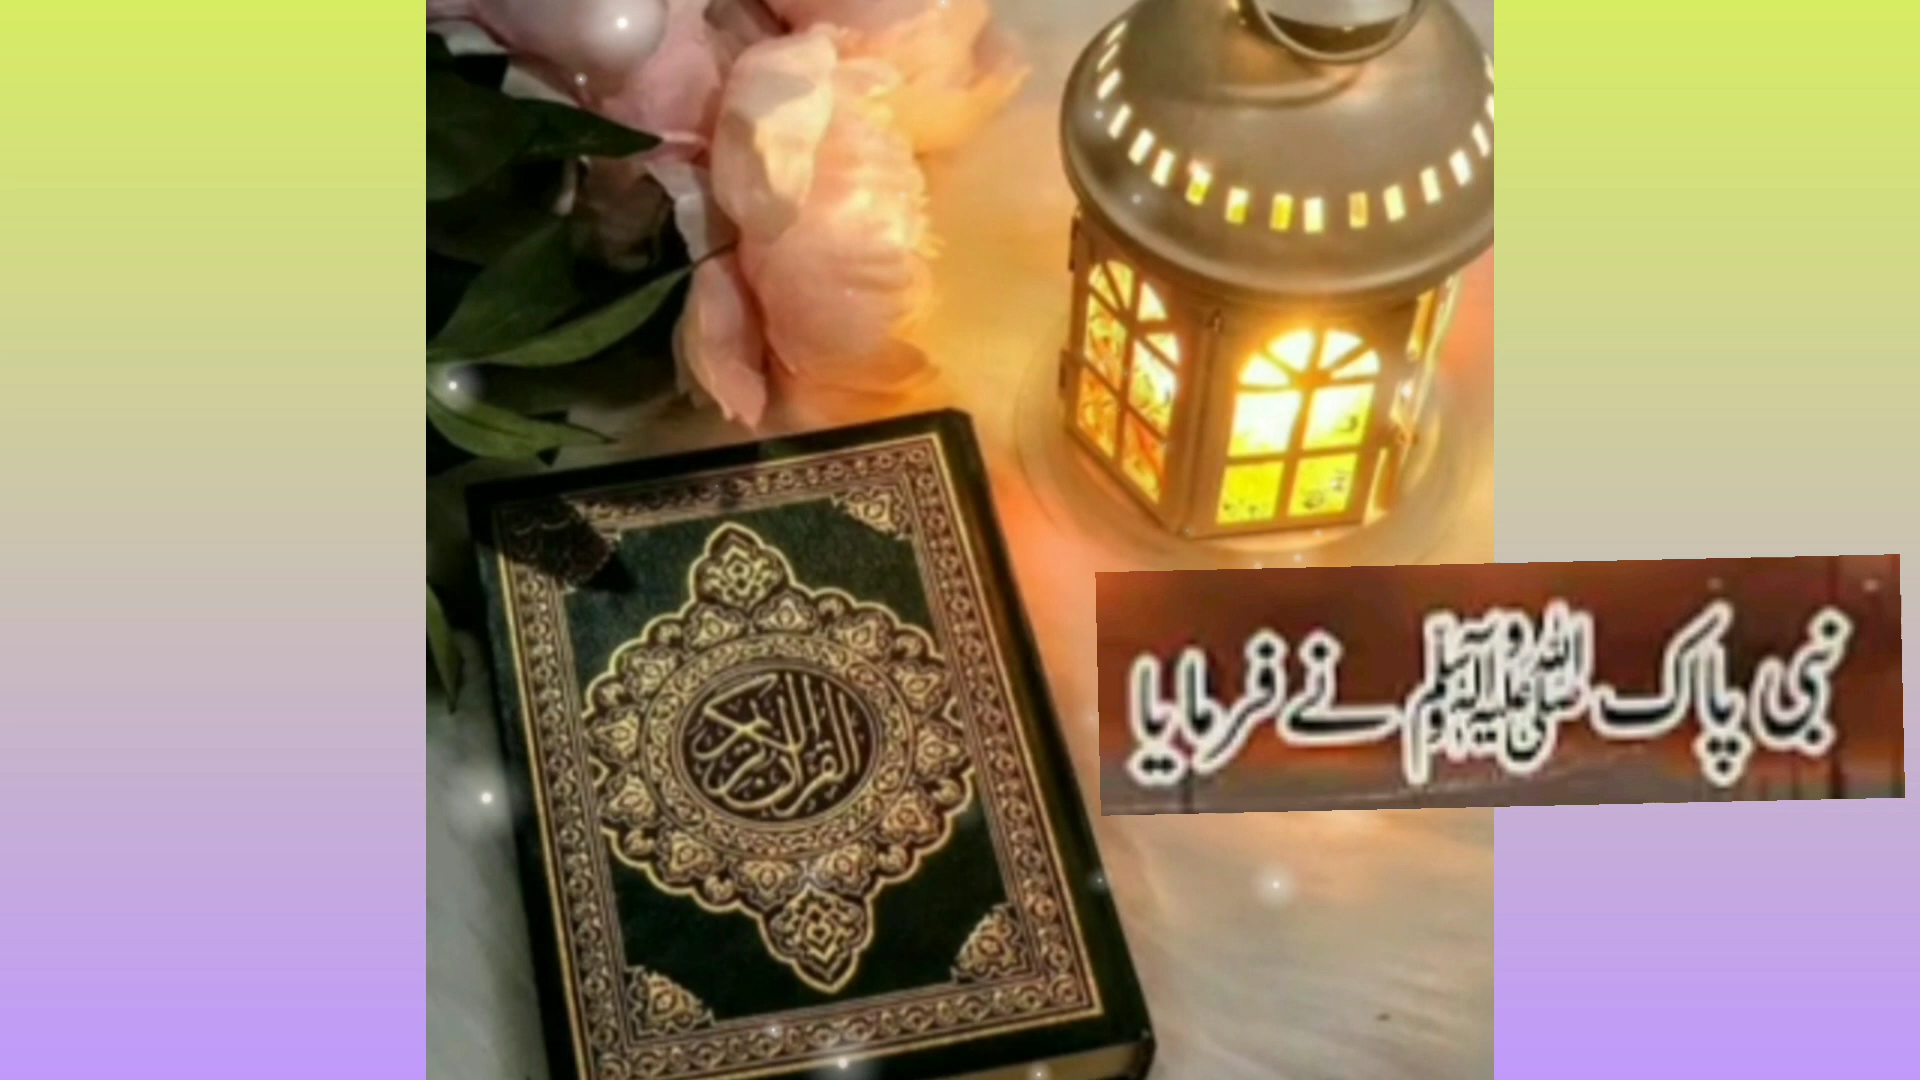 القرآن الكريم
نبی پاک ﷺ نے فرمایا